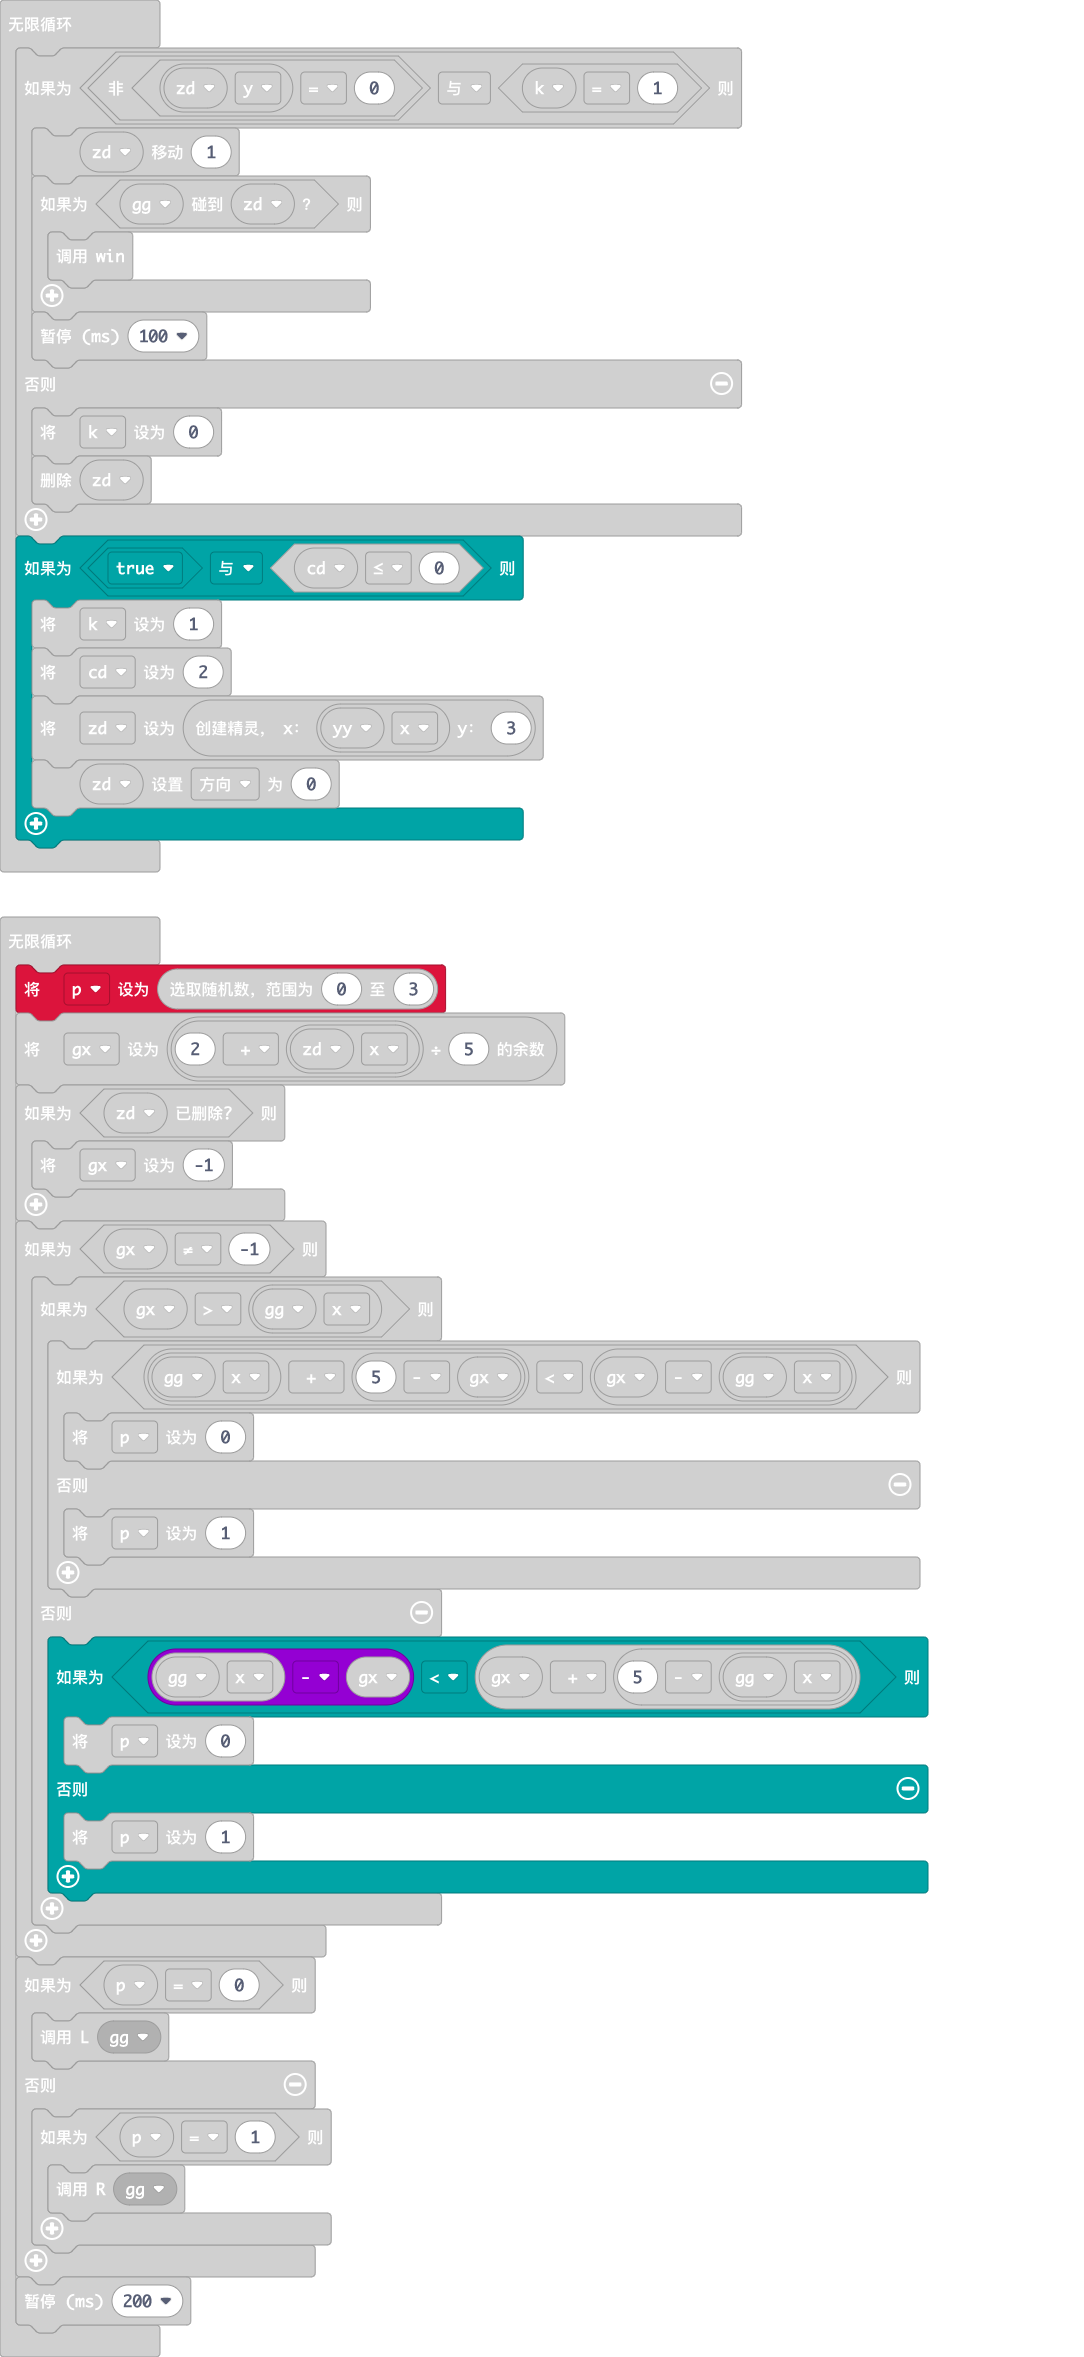 无限循环
如果为 非 zd y = 0 与 k = 1 则
zd 移动 1
如果为 gg 碰到 zd ? 则
调用 win
暂停 (ms) 100
否则
将 k 设为 0
删除 zd
如果为 true 与 cd ≤ 0 则
将 k 设为 1
将 cd 设为 2
将 zd 设为 创建精灵, x: yy x y: 3
zd 设置 方向 为 0
无限循环
将 p 设为 选取随机数, 范围为 0 至 3
将 gx 设为 2 + zd x ÷ 5 的余数
如果为 zd 已删除? 则
将 gx 设为 -1
如果为 gx ≠ -1 则
如果为 gx > gg x 则
如果为 gg x + 5 - gx < gx - gg x 则
将 p 设为 0
否则
将 p 设为 1
否则
如果为 gg x - gx < gx + 5 - gg x 则
将 p 设为 0
否则
将 p 设为 1
如果为 p = 0 则
调用 L gg
否则
如果为 p = 1 则
调用 R gg
暂停 (ms) 200